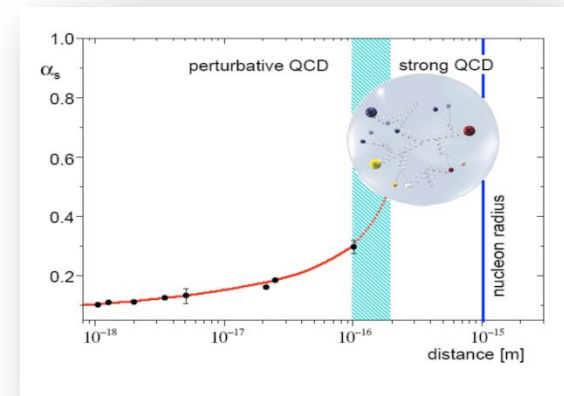 1.0
perturbative QCD
strong QCD
αs
0.8
0.6
0.4
0.2
nucleon radius
10−18
10−17
10−16
10−15
distance [m]